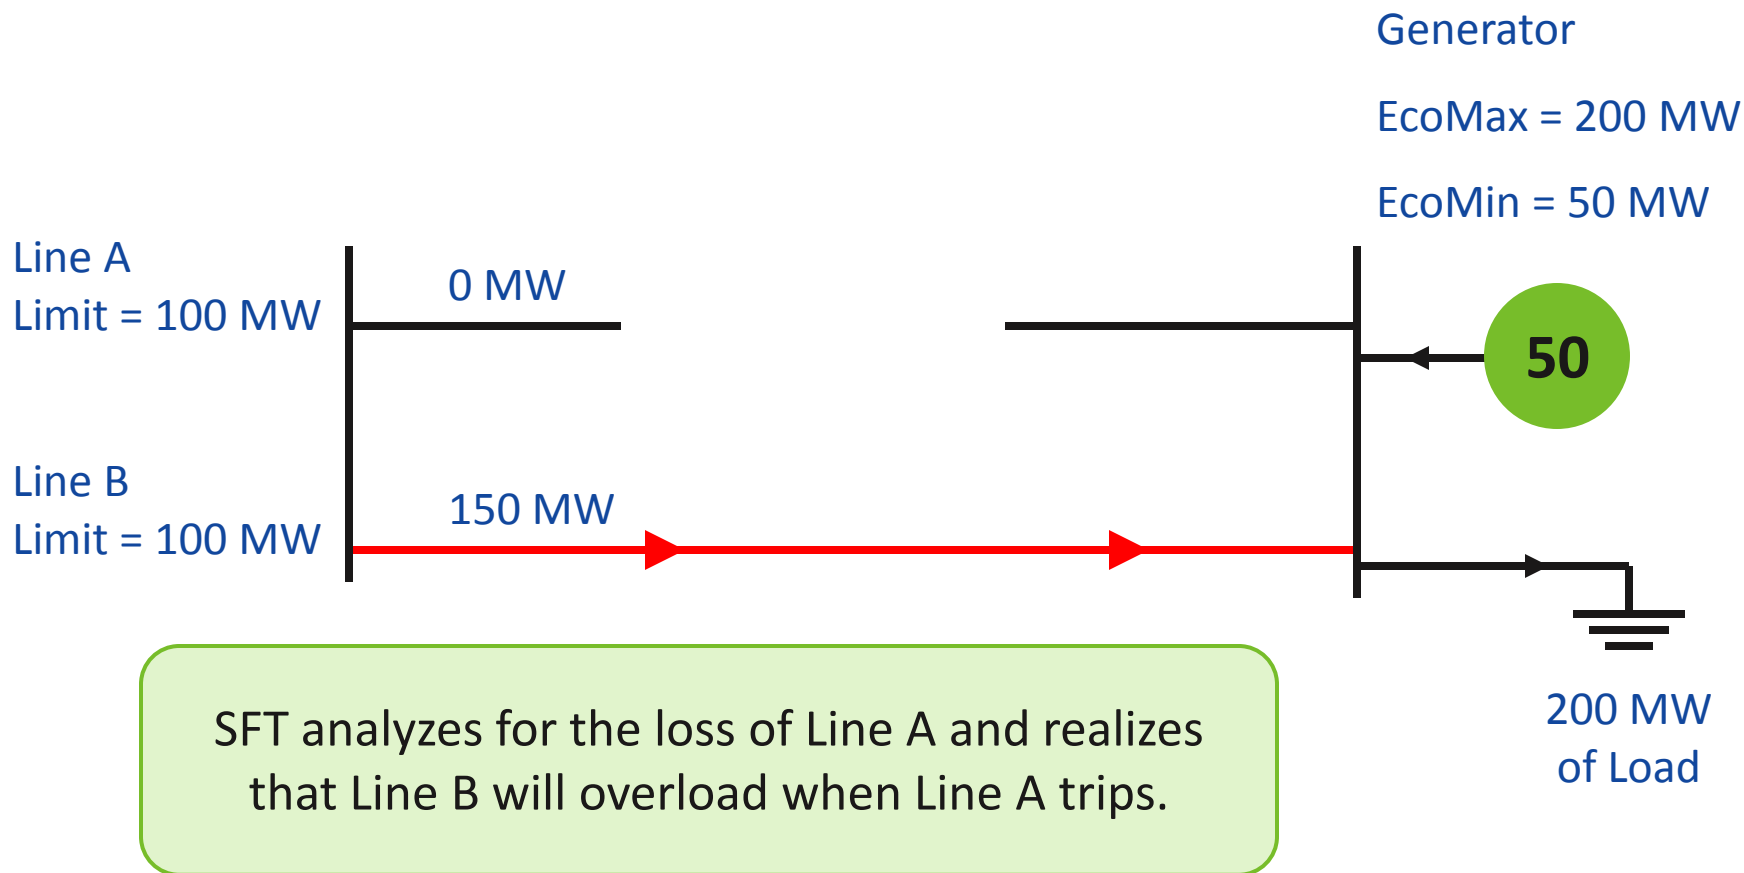 Generator
EcoMax = 200 MW
EcoMin = 50 MW
Line A
Limit = 100 MW
0 MW
50
Line B
Limit = 100 MW
150 MW
200 MW
of Load
SFT analyzes for the loss of Line A and realizes
that Line B will overload when Line A trips.